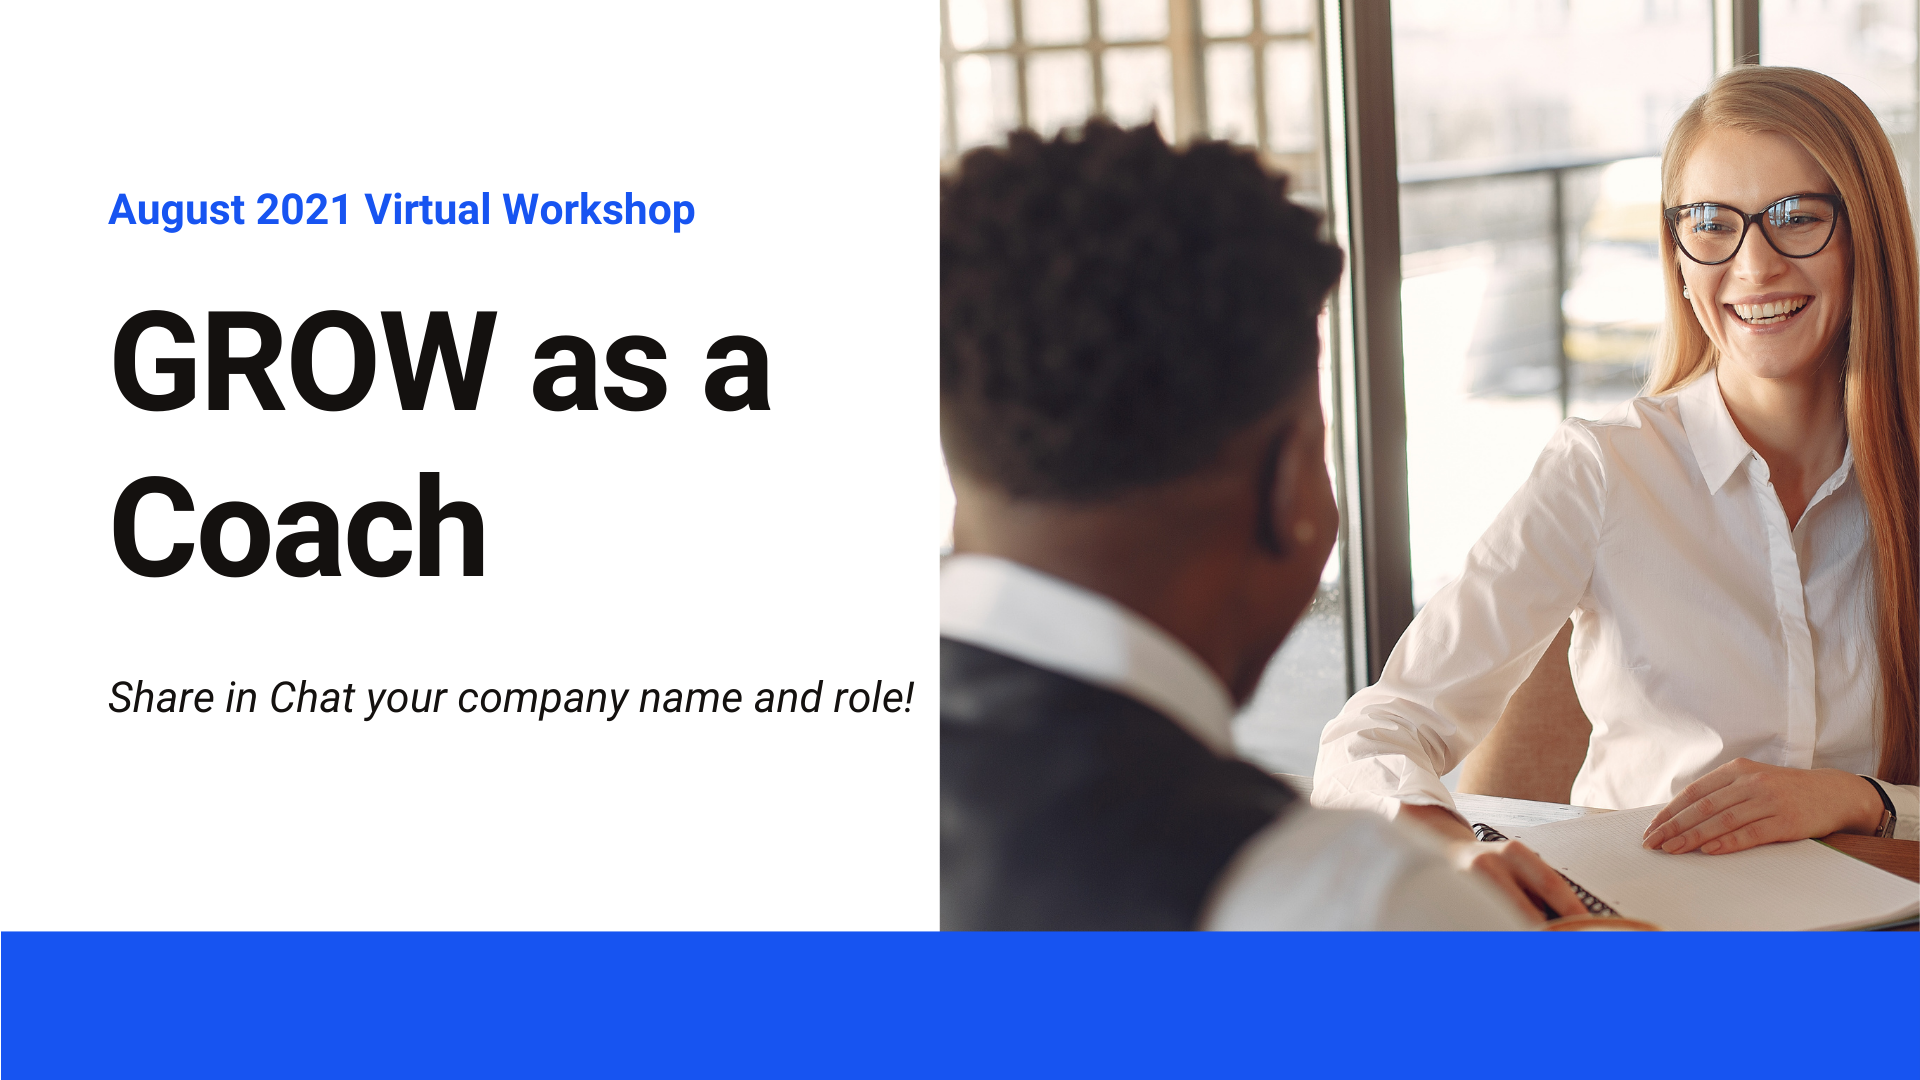 August 2021 Virtual Workshop
GROW as a
Coach
Share in Chat your company name and role!